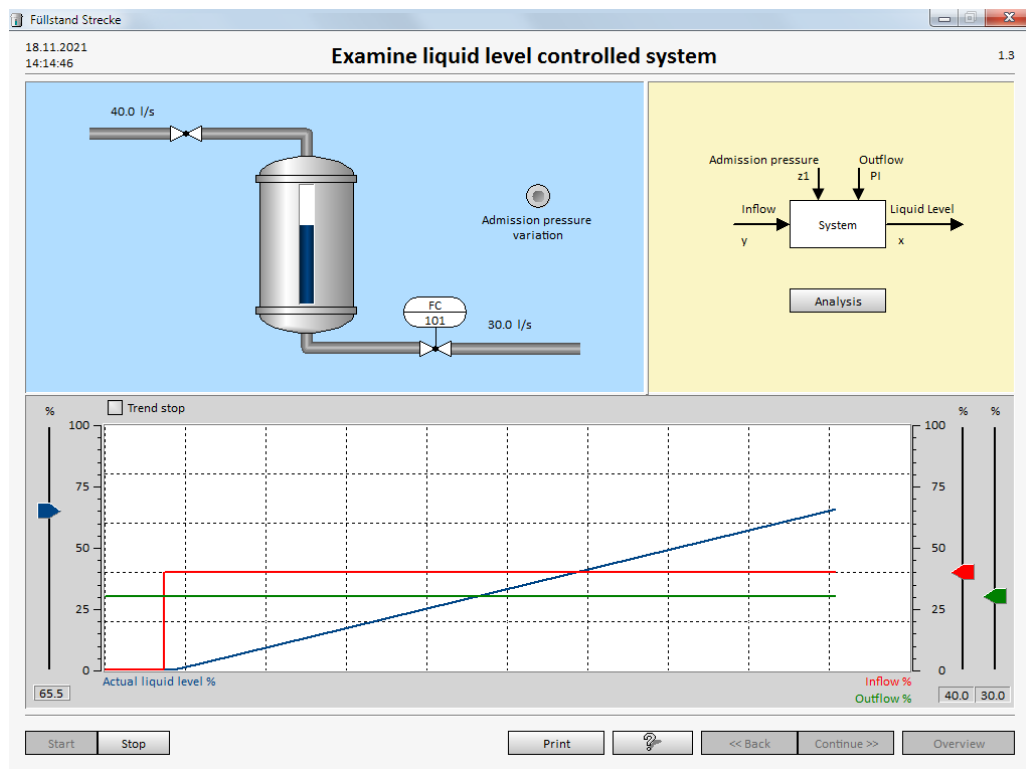 Füllstand Strecke
18.11.2021
14:14:46
Examine liquid level controlled system
1.3
40.0 l/s
Admission pressure
variation
FC
101
30.0 l/s
Admission pressure
z1
Outflow
PI
Inflow
y
System
Liquid Level
x
Analysis
%
Trend stop
% %
100
75
50
25
0
100
75
50
25
0
Actual liquid level %
Inflow %
Outflow %
65.5
40.0 30.0
Start
Stop
Print
?
<< Back
Continue >>
Overview